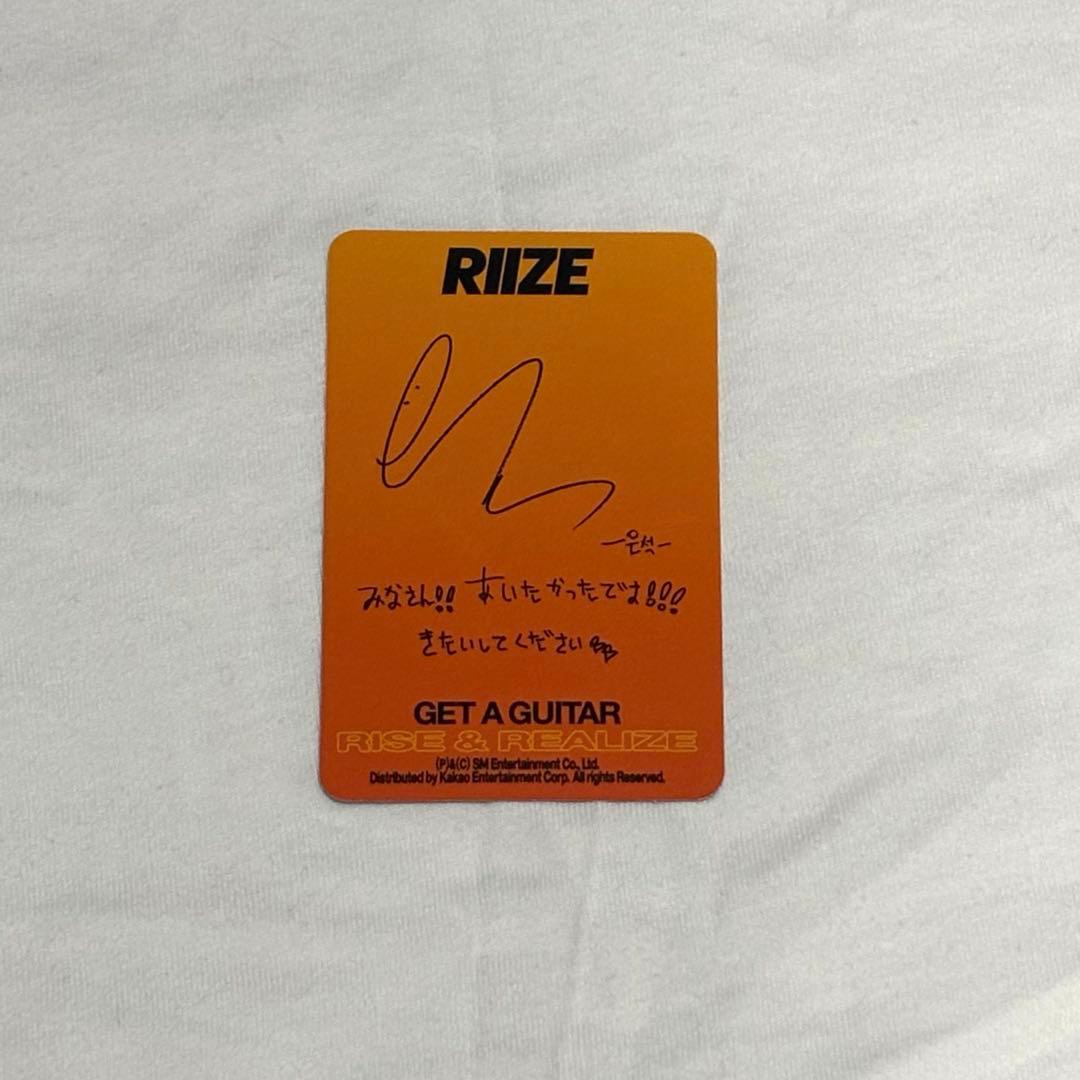 RIIZE
-은석-
みなさん!! あいたかったでよ!!!
きたいしてください
GET A GUITAR
RISE & REALIZE
(P)&(C) SM Entertainment Co., Ltd.
Distributed by Kakao Entertainment Corp. All rights Reserved.